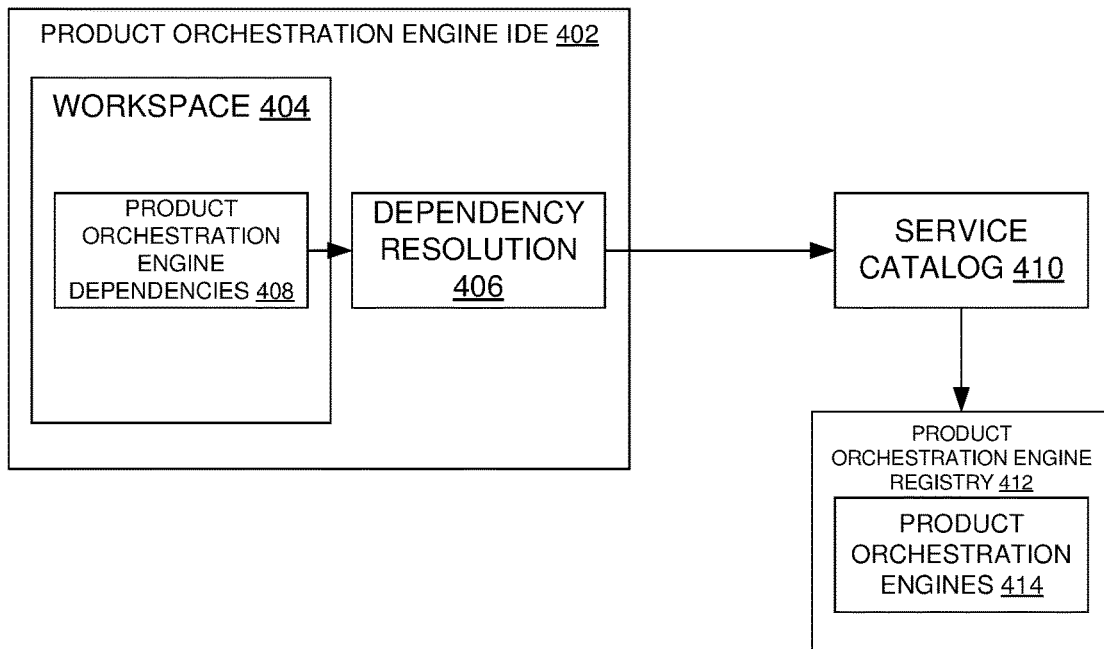 PRODUCT ORCHESTRATION ENGINE IDE 402
WORKSPACE 404
PRODUCT
ORCHESTRATION
ENGINE
DEPENDENCIES 408
DEPENDENCY
RESOLUTION
406
SERVICE
CATALOG 410
PRODUCT
ORCHESTRATION ENGINE
REGISTRY 412
PRODUCT
ORCHESTRATION
ENGINES 414